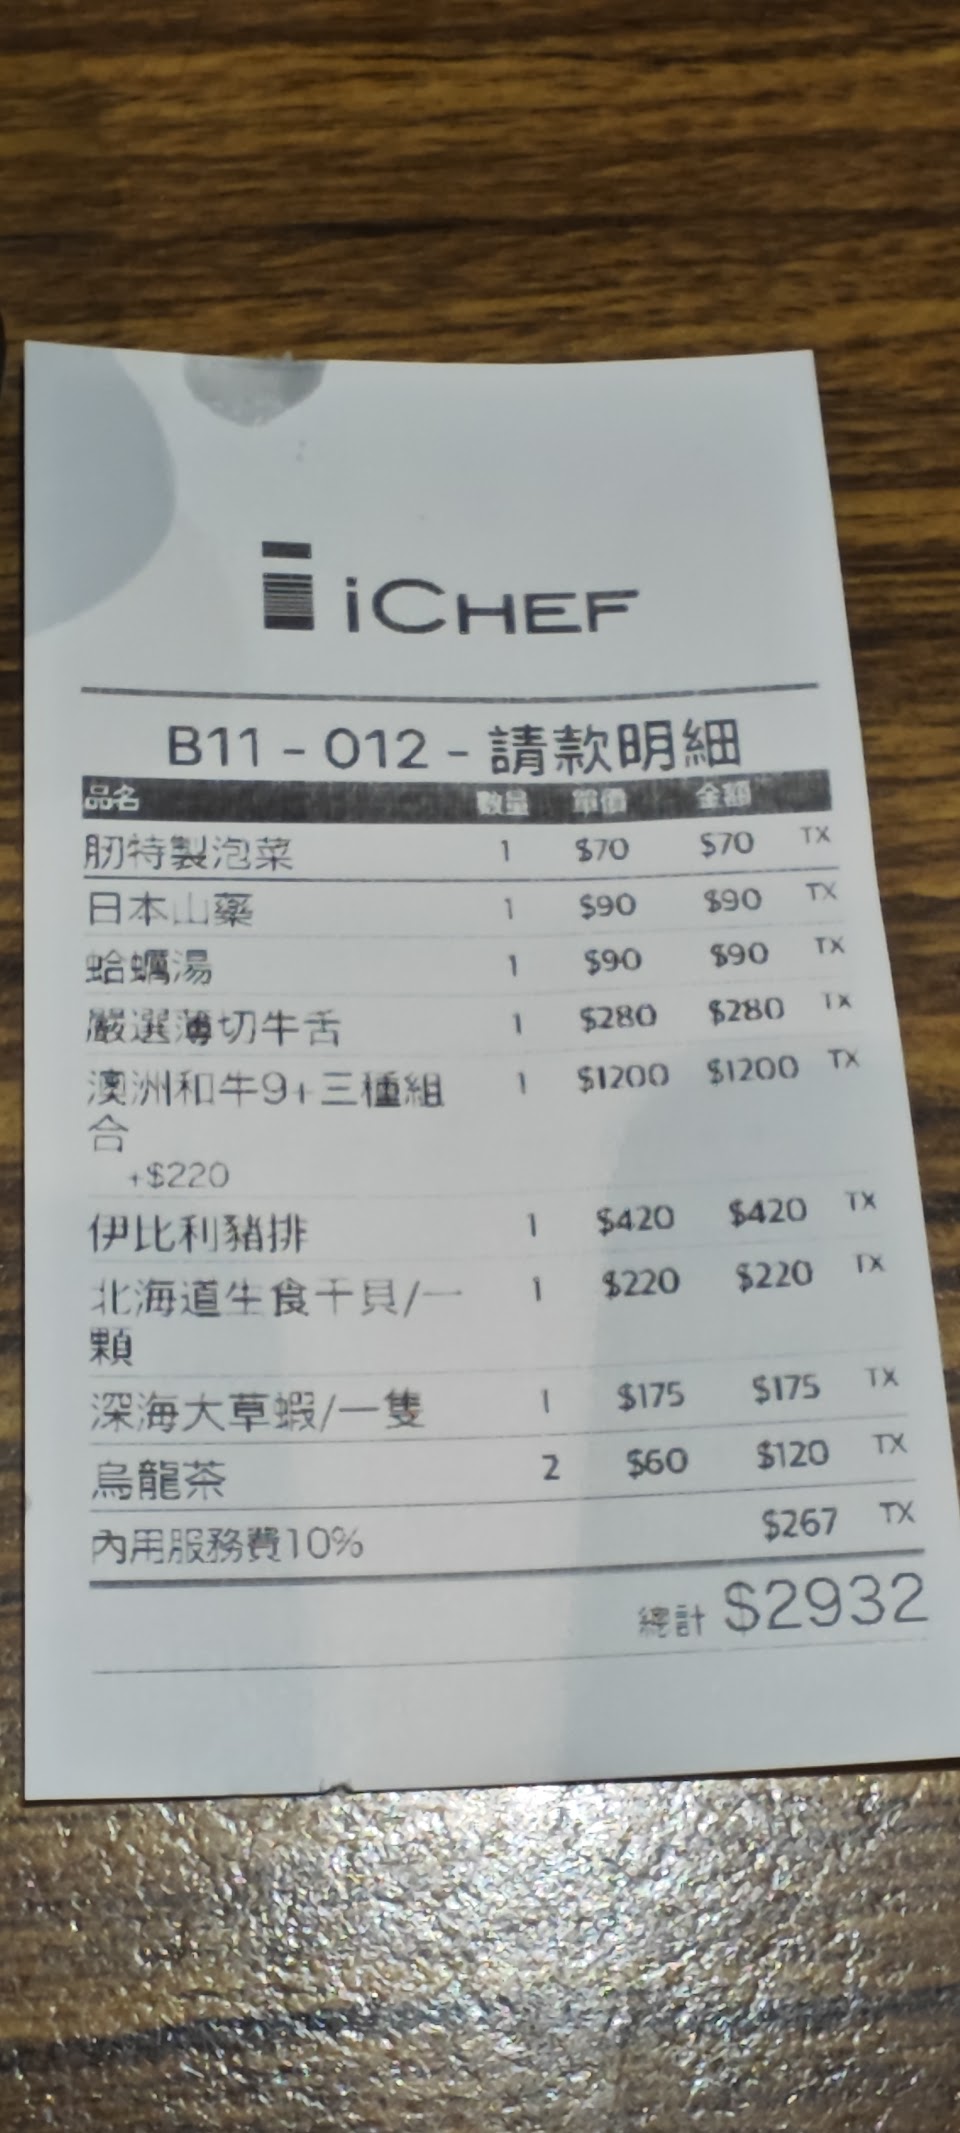 iCHEF
B11 - 012 - 請款明細
品名 數量 單價 金額
肭特製泡菜 1 $70 $70 TX
日本山藥 1 $90 $90 TX
蛤蠣湯 1 $90 $90 TX
嚴選薄切牛舌 1 $280 $280 TX
澳洲和牛9+三種組 1 $1200 $1200 TX
合
+$220
伊比利豬排 1 $420 $420 TX
北海道生食干貝/一 1 $220 $220 TX
顆
深海大草蝦/一隻 1 $175 $175 TX
烏龍茶 2 $60 $120 TX
內用服務費10% $267 TX
總計 $2932